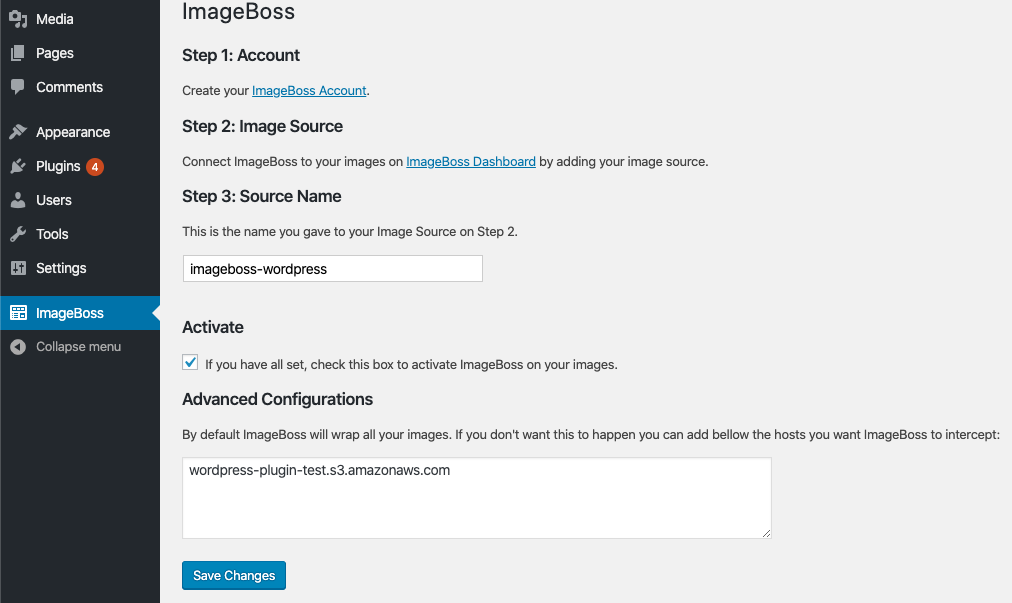 Media
Pages
Comments
Appearance
Plugins 4
Users
Tools
Settings
ImageBoss
Collapse menu
ImageBoss
Step 1: Account
Create your ImageBoss Account.
Step 2: Image Source
Connect ImageBoss to your images on ImageBoss Dashboard by adding your image source.
Step 3: Source Name
This is the name you gave to your Image Source on Step 2.
imageboss-wordpress
Activate
If you have all set, check this box to activate ImageBoss on your images.
Advanced Configurations
By default ImageBoss will wrap all your images. If you don't want this to happen you can add bellow the hosts you want ImageBoss to intercept:
wordpress-plugin-test.s3.amazonaws.com
Save Changes